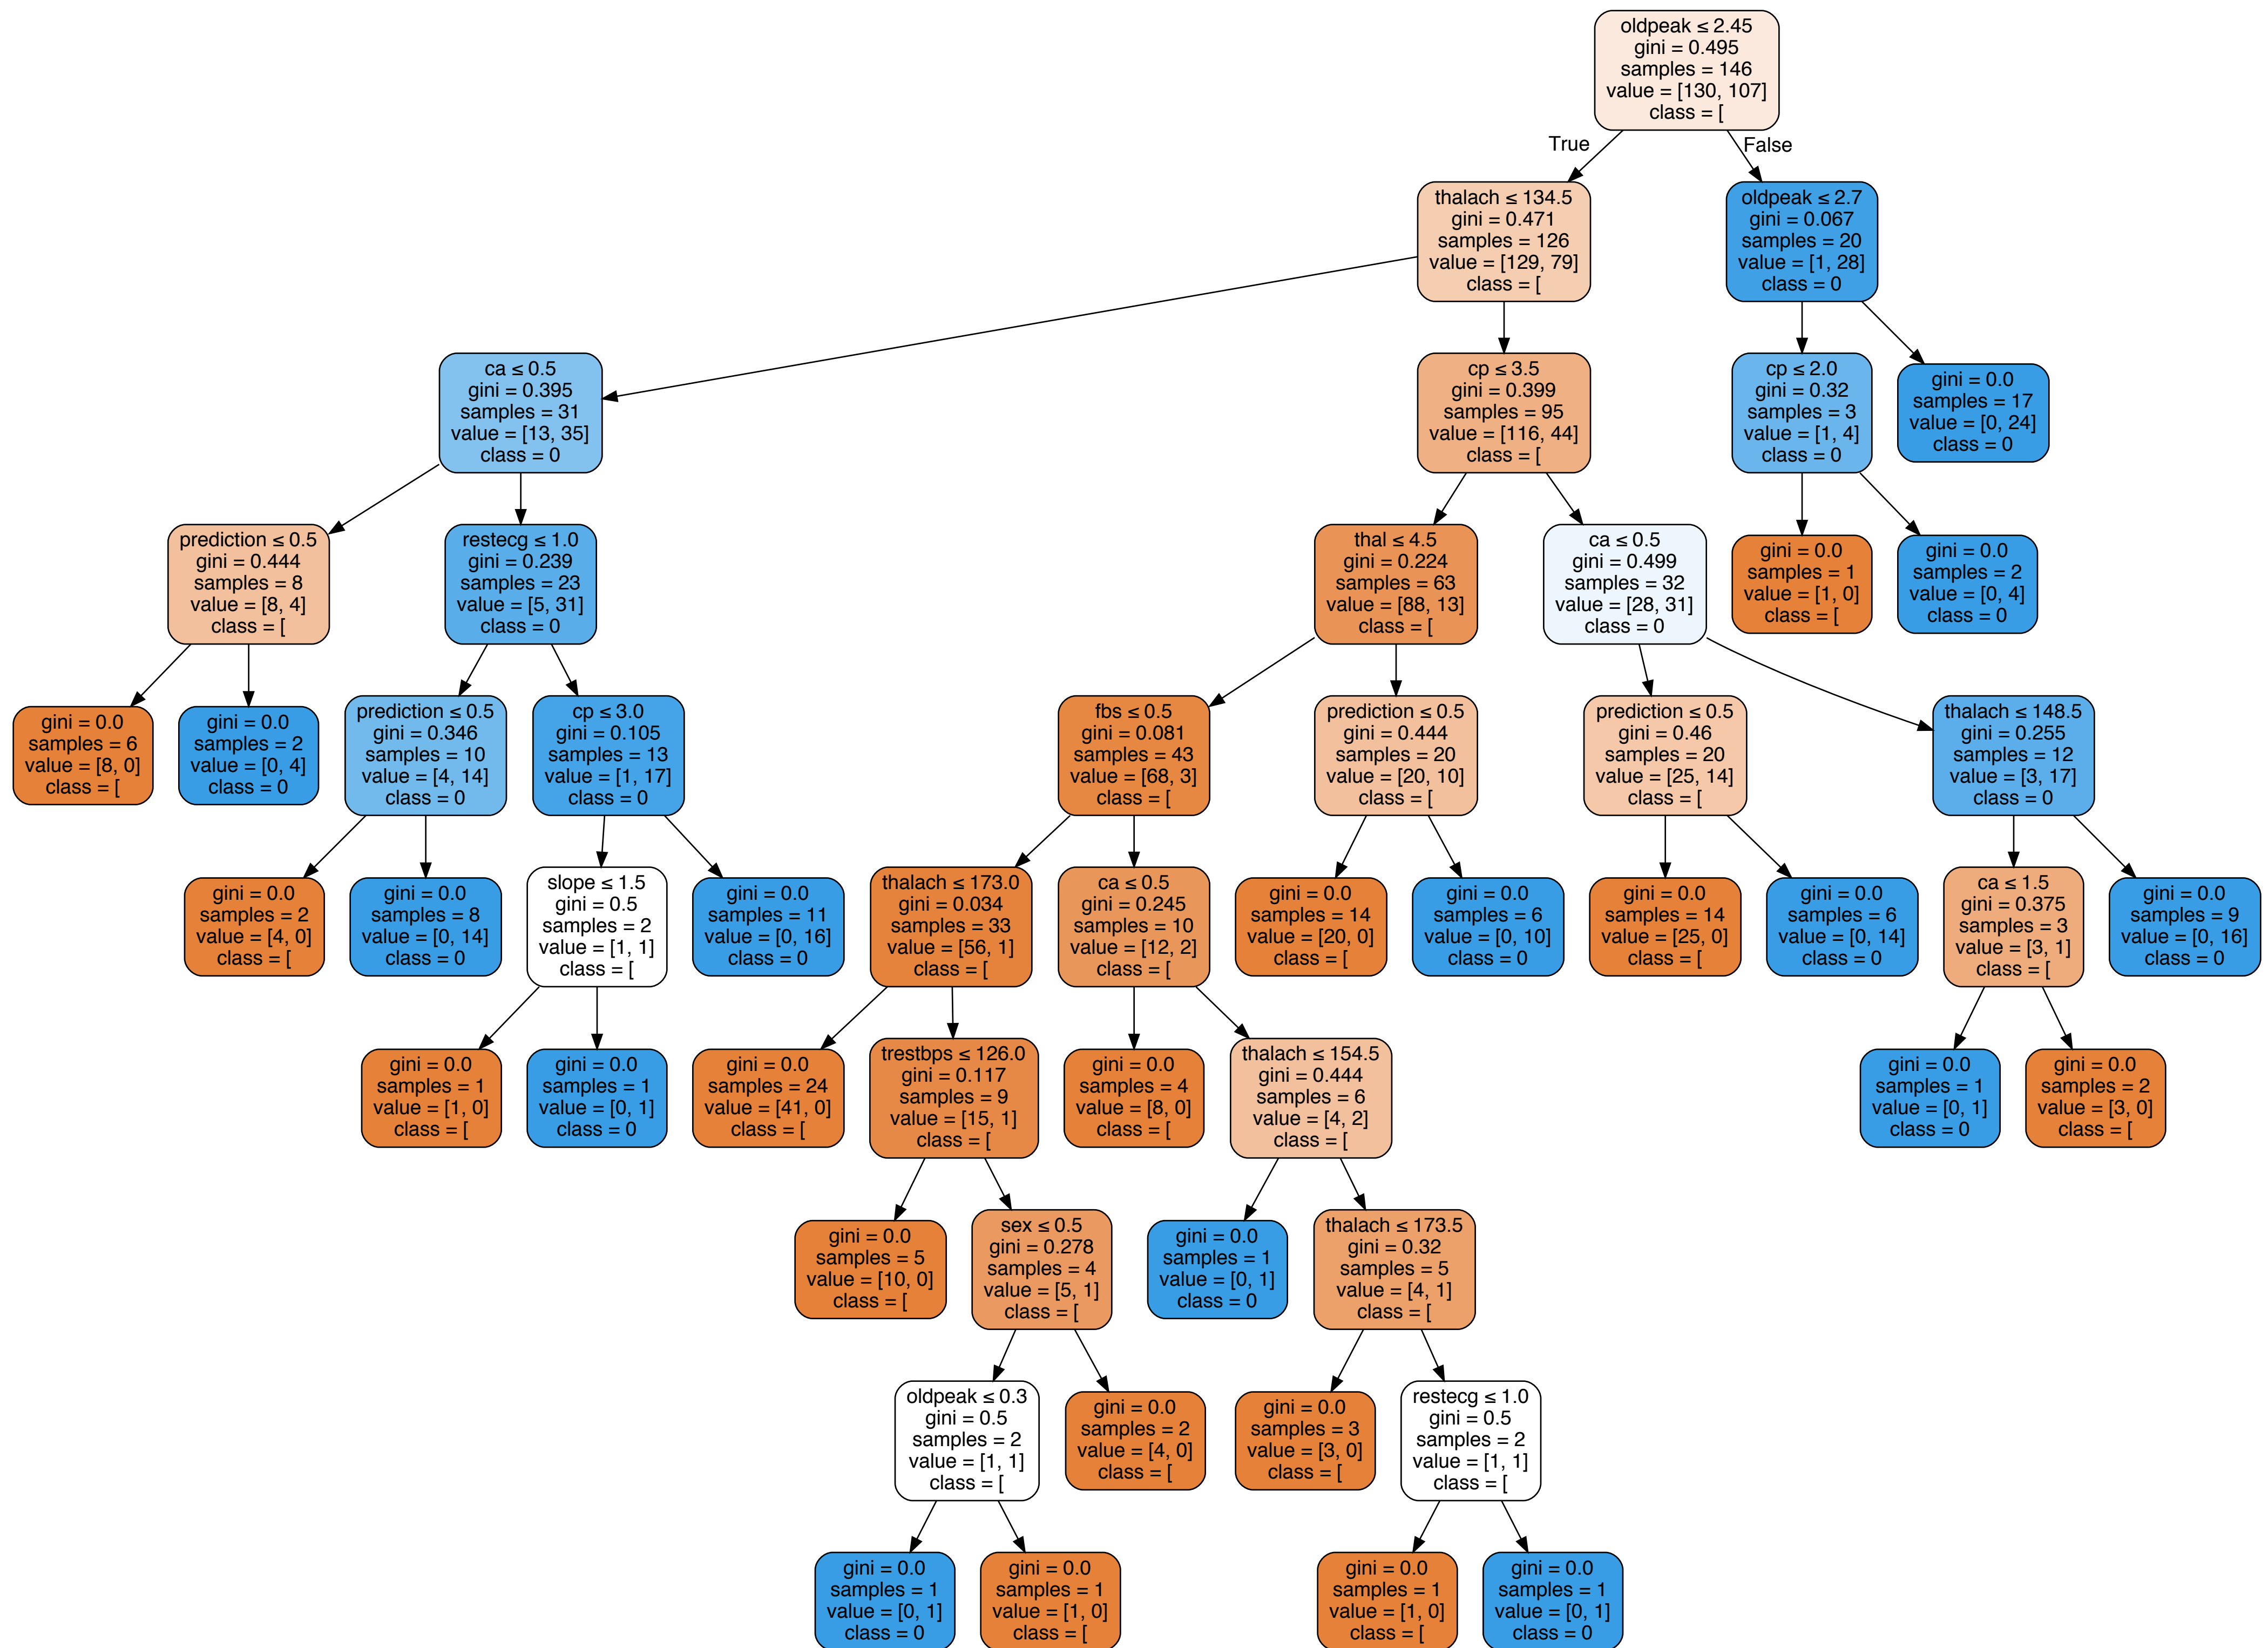 oldpeak ≤ 2.45
gini = 0.495
samples = 146
value = [130, 107]
class = [
True
False
thalach ≤ 134.5
gini = 0.471
samples = 126
value = [129, 79]
class = [
oldpeak ≤ 2.7
gini = 0.067
samples = 20
value = [1, 28]
class = 0
ca ≤ 0.5
gini = 0.395
samples = 31
value = [13, 35]
class = 0
cp ≤ 3.5
gini = 0.399
samples = 95
value = [116, 44]
class = [
cp ≤ 2.0
gini = 0.32
samples = 3
value = [1, 4]
class = 0
gini = 0.0
samples = 17
value = [0, 24]
class = 0
prediction ≤ 0.5
gini = 0.444
samples = 8
value = [8, 4]
class = [
restecg ≤ 1.0
gini = 0.239
samples = 23
value = [5, 31]
class = 0
thal ≤ 4.5
gini = 0.224
samples = 63
value = [88, 13]
class = [
ca ≤ 0.5
gini = 0.499
samples = 32
value = [28, 31]
class = 0
gini = 0.0
samples = 1
value = [1, 0]
class = [
gini = 0.0
samples = 2
value = [0, 4]
class = 0
gini = 0.0
samples = 6
value = [8, 0]
class = [
gini = 0.0
samples = 2
value = [0, 4]
class = 0
prediction ≤ 0.5
gini = 0.346
samples = 10
value = [4, 14]
class = 0
cp ≤ 3.0
gini = 0.105
samples = 13
value = [1, 17]
class = 0
fbs ≤ 0.5
gini = 0.081
samples = 43
value = [68, 3]
class = [
prediction ≤ 0.5
gini = 0.444
samples = 20
value = [20, 10]
class = [
prediction ≤ 0.5
gini = 0.46
samples = 20
value = [25, 14]
class = [
thalach ≤ 148.5
gini = 0.255
samples = 12
value = [3, 17]
class = 0
gini = 0.0
samples = 2
value = [4, 0]
class = [
gini = 0.0
samples = 8
value = [0, 14]
class = 0
slope ≤ 1.5
gini = 0.5
samples = 2
value = [1, 1]
class = [
gini = 0.0
samples = 11
value = [0, 16]
class = 0
thalach ≤ 173.0
gini = 0.034
samples = 33
value = [56, 1]
class = [
ca ≤ 0.5
gini = 0.245
samples = 10
value = [12, 2]
class = [
gini = 0.0
samples = 14
value = [20, 0]
class = [
gini = 0.0
samples = 6
value = [0, 10]
class = 0
gini = 0.0
samples = 14
value = [25, 0]
class = [
gini = 0.0
samples = 6
value = [0, 14]
class = 0
ca ≤ 1.5
gini = 0.375
samples = 3
value = [3, 1]
class = [
gini = 0.0
samples = 9
value = [0, 16]
class = 0
gini = 0.0
samples = 1
value = [1, 0]
class = [
gini = 0.0
samples = 1
value = [0, 1]
class = 0
gini = 0.0
samples = 24
value = [41, 0]
class = [
trestbps ≤ 126.0
gini = 0.117
samples = 9
value = [15, 1]
class = [
gini = 0.0
samples = 4
value = [8, 0]
class = [
thalach ≤ 154.5
gini = 0.444
samples = 6
value = [4, 2]
class = [
gini = 0.0
samples = 1
value = [0, 1]
class = 0
gini = 0.0
samples = 2
value = [3, 0]
class = [
gini = 0.0
samples = 5
value = [10, 0]
class = [
sex ≤ 0.5
gini = 0.278
samples = 4
value = [5, 1]
class = [
gini = 0.0
samples = 1
value = [0, 1]
class = 0
thalach ≤ 173.5
gini = 0.32
samples = 5
value = [4, 1]
class = [
oldpeak ≤ 0.3
gini = 0.5
samples = 2
value = [1, 1]
class = [
gini = 0.0
samples = 2
value = [4, 0]
class = [
gini = 0.0
samples = 3
value = [3, 0]
class = [
restecg ≤ 1.0
gini = 0.5
samples = 2
value = [1, 1]
class = [
gini = 0.0
samples = 1
value = [0, 1]
class = 0
gini = 0.0
samples = 1
value = [1, 0]
class = [
gini = 0.0
samples = 1
value = [1, 0]
class = [
gini = 0.0
samples = 1
value = [0, 1]
class = 0